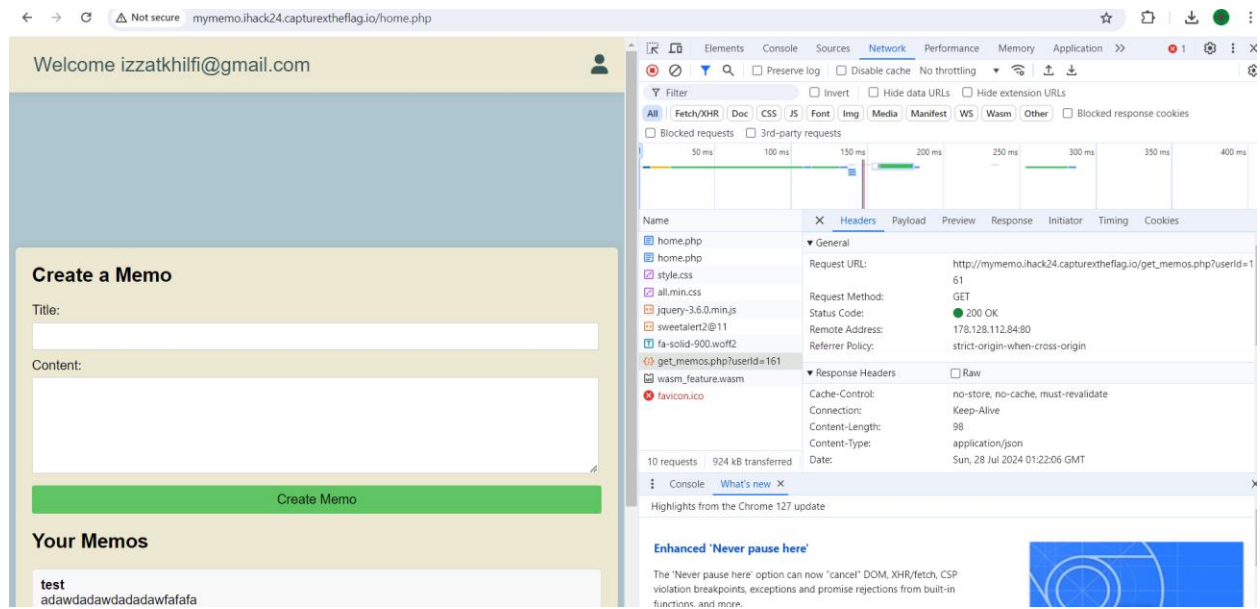 Not secure mymemo.ihack24.capturextheflag.io/home.php
Welcome izzatkhilfi@gmail.com
Create a Memo
Title:
Content:
Create Memo
Your Memos
test
adawdadawdadadawfafafa
Elements Console Sources Network Performance Memory Application 1
Preserve log Disable cache No throttling
Filter Invert Hide data URLs Hide extension URLs
All Fetch/XHR Doc CSS JS Font Img Media Manifest WS Wasm Other Blocked response cookies
Blocked requests 3rd-party requests
50 ms 100 ms 150 ms 200 ms 250 ms 300 ms 350 ms 400 ms
Name
home.php
home.php
style.css
all.min.css
jquery-3.6.0.min.js
sweetalert2@11
fa-solid-900.woff2
get_memos.php?userId=161
wasm_feature.wasm
favicon.ico
10 requests 924 kB transferred
Headers Payload Preview Response Initiator Timing Cookies
General
Request URL: http://mymemo.ihack24.capturextheflag.io/get_memos.php?userId=1
61
Request Method: GET
Status Code: 200 OK
Remote Address: 178.128.112.84:80
Referrer Policy: strict-origin-when-cross-origin
Response Headers Raw
Cache-Control: no-store, no-cache, must-revalidate
Connection: Keep-Alive
Content-Length: 98
Content-Type: application/json
Date: Sun, 28 Jul 2024 01:22:06 GMT
Console What's new
Highlights from the Chrome 127 update
Enhanced 'Never pause here'
The 'Never pause here' option can now "cancel" DOM, XHR/fetch, CSP
violation breakpoints, exceptions and promise rejections from built-in
functions, and more.